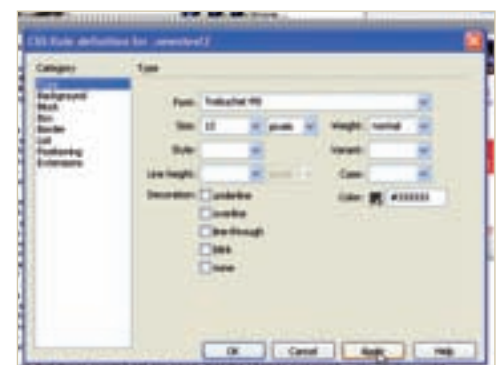 CSS Rule definition for
Category
Type
Type
Background
Block
Box
Border
List
Positioning
Extensions
Font: Trebuchet MS
Size: pixels Weight: normal
Style: Variant:
Line height: Case:
Decoration: underline Color:
overline
line-through
blink
none
OK Cancel Apply Help